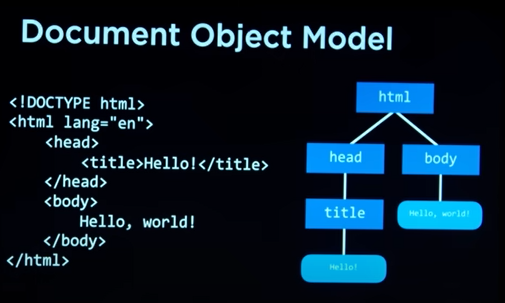 Document Object Model
<!DOCTYPE html>
<html lang="en">
    <head>
        <title>Hello!</title>
    </head>
    <body>
        Hello, world!
    </body>
</html>
html
head
body
title
Hello, world!
Hello!